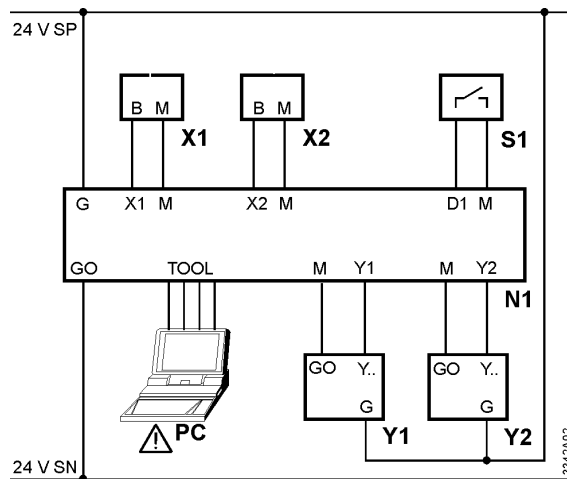 24 V SP
B M
B M
X1
X2
S1
G X1 M X2 M D1 M
GO TOOL M Y1 M Y2
N1
GO Y..
GO Y..
G
G
PC
Y1
Y2
24 V SN
3342A02